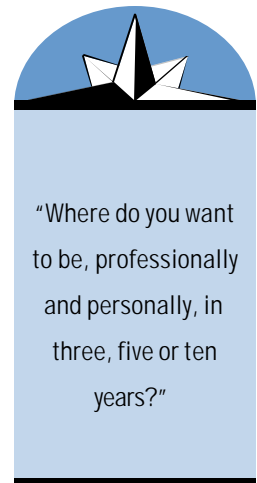 “Where do you want
to be, professionally
and personally, in
three, five or ten
years?”